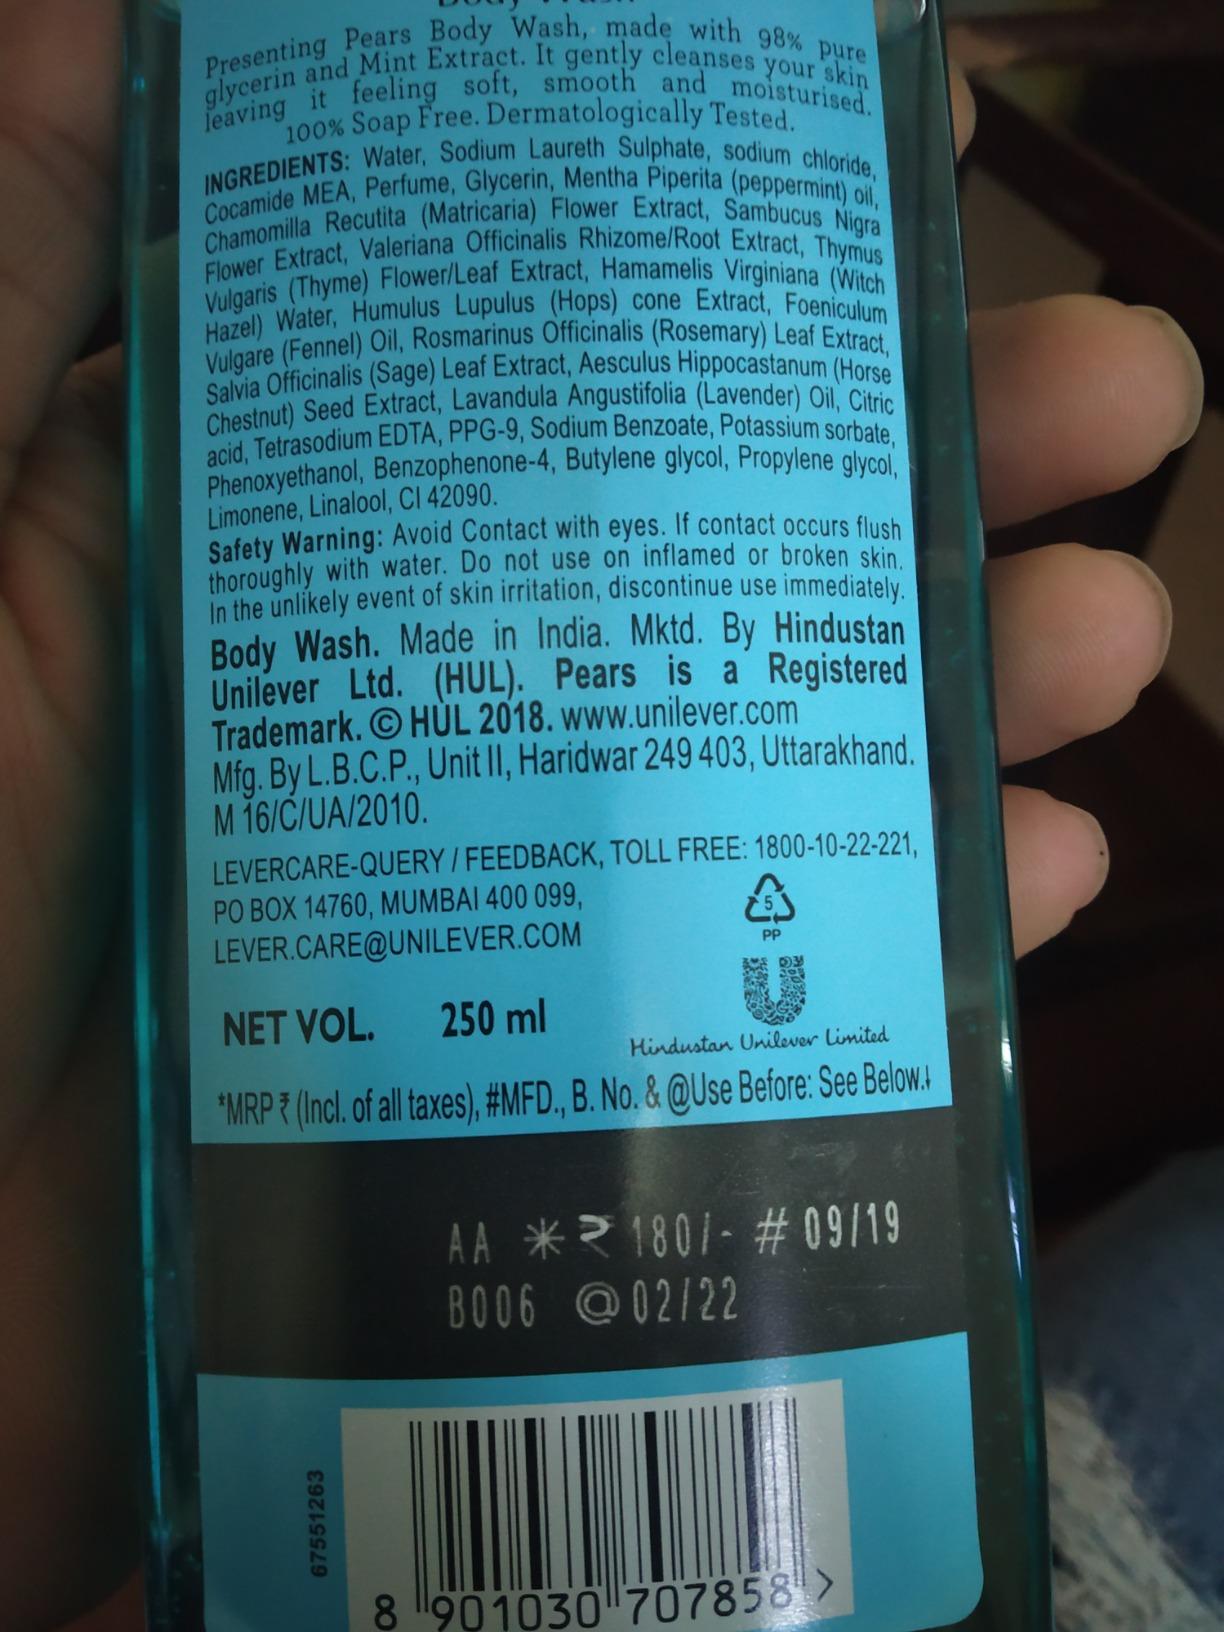 Body Wash
Presenting Pears Body Wash, made with 98% pure
glycerin and Mint Extract. It gently cleanses your skin
leaving it feeling soft, smooth and moisturised.
100% Soap Free. Dermatologically Tested.
INGREDIENTS: Water, Sodium Laureth Sulphate, sodium chloride,
Cocamide MEA, Perfume, Glycerin, Mentha Piperita (peppermint) oil,
Chamomilla Recutita (Matricaria) Flower Extract, Sambucus Nigra
Flower Extract, Valeriana Officinalis Rhizome/Root Extract, Thymus
Vulgaris (Thyme) Flower/Leaf Extract, Hamamelis Virginiana (Witch
Hazel) Water, Humulus Lupulus (Hops) cone Extract, Foeniculum
Vulgare (Fennel) Oil, Rosmarinus Officinalis (Rosemary) Leaf Extract,
Salvia Officinalis (Sage) Leaf Extract, Aesculus Hippocastanum (Horse
Chestnut) Seed Extract, Lavandula Angustifolia (Lavender) Oil, Citric
acid, Tetrasodium EDTA, PPG-9, Sodium Benzoate, Potassium sorbate,
Phenoxyethanol, Benzophenone-4, Butylene glycol, Propylene glycol,
Limonene, Linalool, CI 42090.
Safety Warning: Avoid Contact with eyes. If contact occurs flush
thoroughly with water. Do not use on inflamed or broken skin.
In the unlikely event of skin irritation, discontinue use immediately.
Body Wash. Made in India. Mktd. By Hindustan
Unilever Ltd. (HUL). Pears is a Registered
Trademark. © HUL 2018. www.unilever.com
Mfg. By L.B.C.P., Unit II, Haridwar 249 403, Uttarakhand.
M 16/C/UA/2010.
LEVERCARE-QUERY / FEEDBACK, TOLL FREE: 1800-10-22-221,
PO BOX 14760, MUMBAI 400 099,
LEVER.CARE@UNILEVER.COM
5
PP
NET VOL. 250 ml
Hindustan Unilever Limited
*MRP ₹ (Incl. of all taxes), #MFD., B. No. & @Use Before: See Below.↓
AA *₹ 180/- # 09/19
B006 @02/22
67551263
8 901030 707858 >